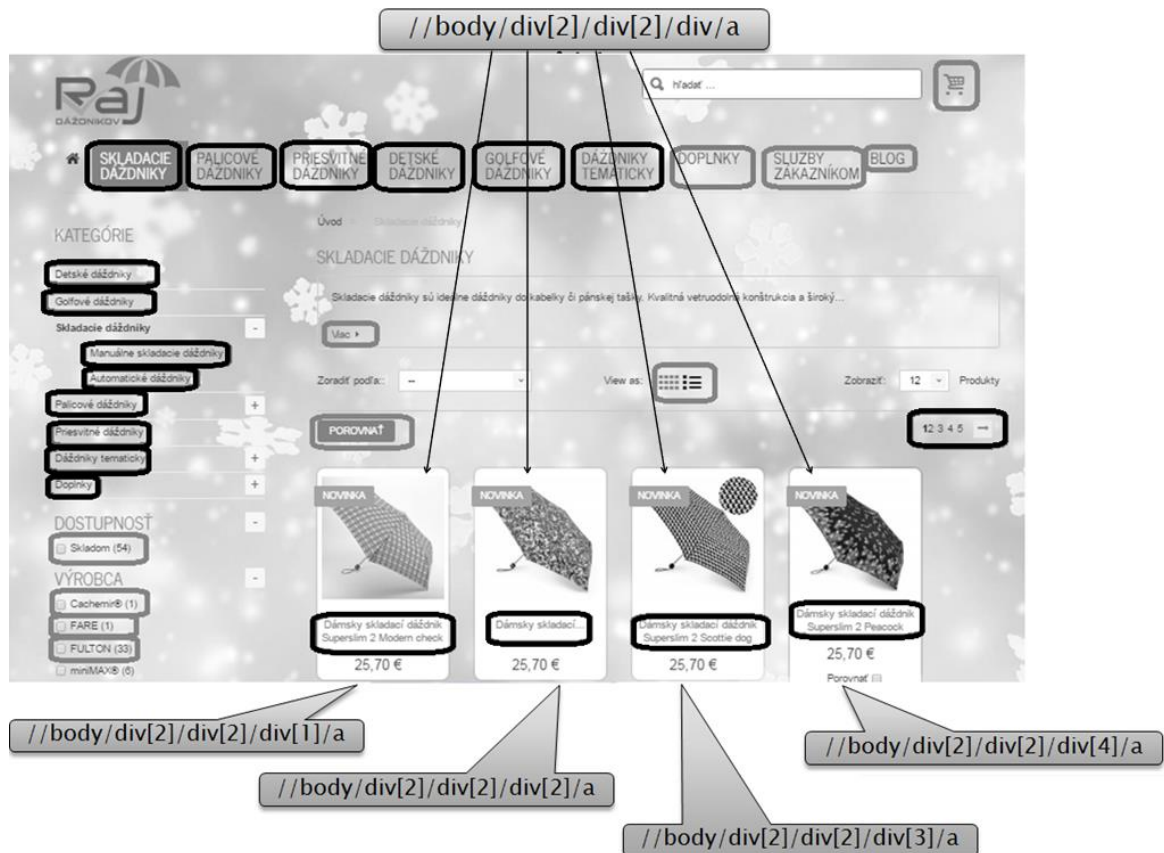 //body/div[2]/div[2]/div/a
Raj
DÁŽDNIKOV
hľadať ...
SKLADACIE
DÁŽDNIKY
PALICOVÉ
DÁŽDNIKY
PRIESVITNÉ
DÁŽDNIKY
DETSKÉ
DÁŽDNIKY
GOLFOVÉ
DÁŽDNIKY
DÁŽDNIKY
TEMATICKY
DOPLNKY
SLUZBY
ZÁKAZNÍKOM
BLOG
KATEGÓRIE
Detské dáždniky
Golfové dáždniky
Skladacie dáždniky -
Manuálne skladacie dáždniky
Automatické dáždniky
Palicové dáždniky +
Priesvitné dáždniky
Dáždniky tematicky +
Doplnky +
DOSTUPNOSŤ -
Skladom (54)
VÝROBCA -
Cachemir® (1)
FARE (1)
FULTON (33)
miniMAX® (6)
Úvod Skladacie dáždniky
SKLADACIE DÁŽDNIKY
Skladacie dáždniky sú ideálne dáždniky do kabelky či pánskej tašky. Kvalitná vetruodolná konštrukcia a široký...
Viac
Zoradiť podľa:: -- View as: Zobraziť: 12 Produkty
POROVNAŤ
1 2 3 4 5
NOVINKA
Dámsky skladací dáždnik
Superslim 2 Modern check
25,70 €
NOVINKA
Dámsky skladací...
25,70 €
NOVINKA
Dámsky skladací dáždnik
Superslim 2 Scottie dog
25,70 €
NOVINKA
Dámsky skladací dáždnik
Superslim 2 Peacock
25,70 €
Porovnať
//body/div[2]/div[2]/div[1]/a
//body/div[2]/div[2]/div[2]/a
//body/div[2]/div[2]/div[3]/a
//body/div[2]/div[2]/div[4]/a